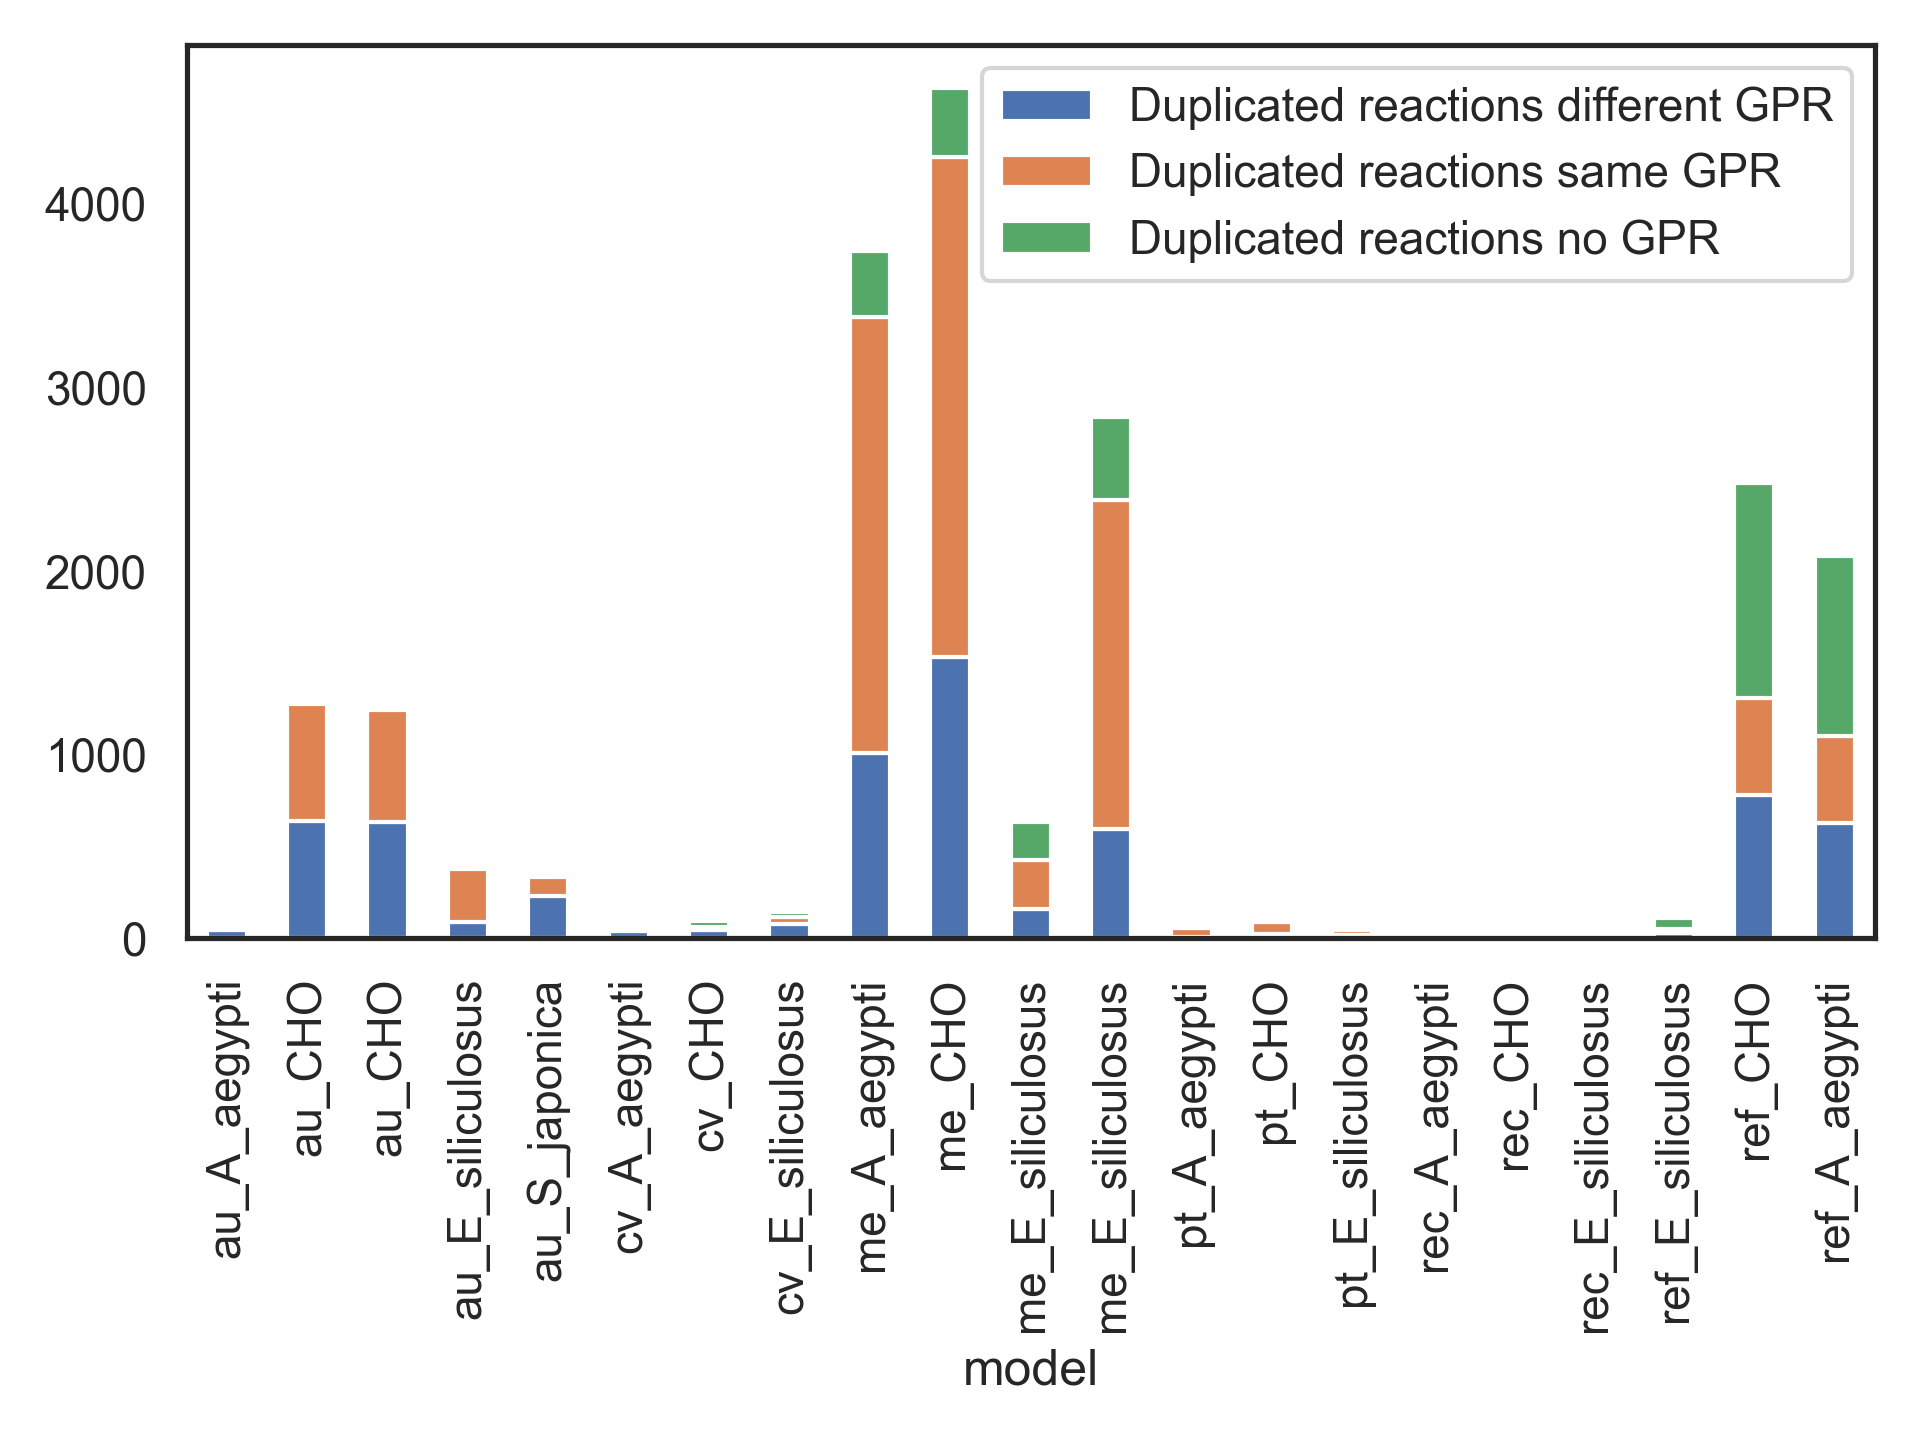 Duplicated reactions different GPR
Duplicated reactions same GPR
Duplicated reactions no GPR
4000
3000
2000
1000
0
au_A_aegypti
au_CHO
au_CHO
au_E_siliculosus
au_S_japonica
cv_A_aegypti
cv_CHO
cv_E_siliculosus
me_A_aegypti
me_CHO
me_E_siliculosus
me_E_siliculosus
pt_A_aegypti
pt_CHO
pt_E_siliculosus
rec_A_aegypti
rec_CHO
rec_E_siliculosus
ref_E_siliculosus
ref_CHO
ref_A_aegypti
model